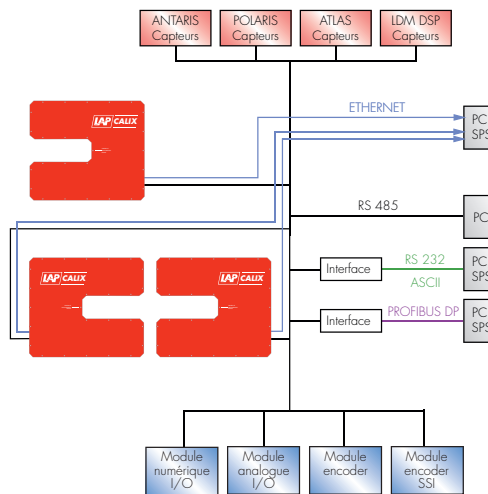 ANTARIS
Capteurs
POLARIS
Capteurs
ATLAS
Capteurs
LDM DSP
Capteurs
ETHERNET
PC
SPS
LAP CALIX
RS 485
PC
RS 232
Interface
ASCII
PC
SPS
LAP CALIX
LAP CALIX
PROFIBUS DP
Interface
PC
SPS
Module
numérique
I/O
Module
analogue
I/O
Module
encoder
Module
encoder
SSI